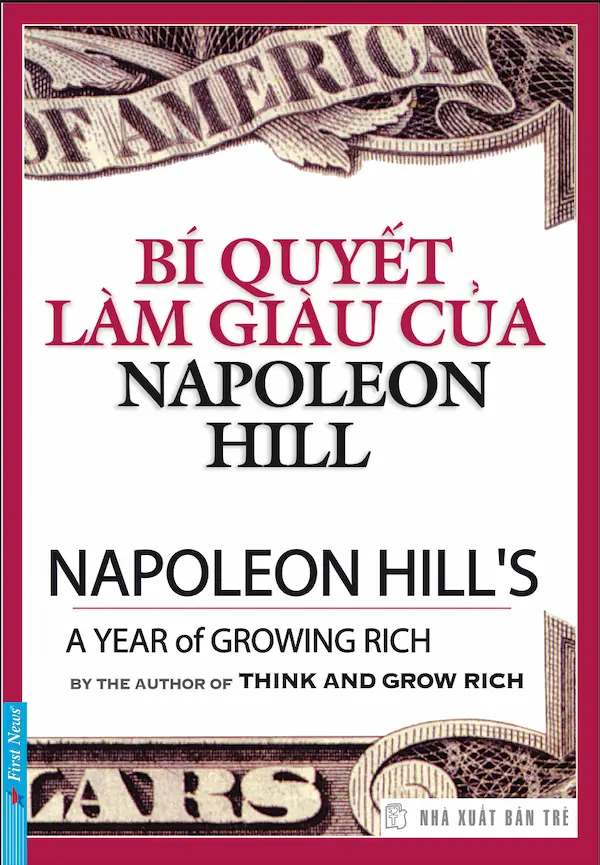 OF AMERICA
BÍ QUYẾT
LÀM GIÀU CỦA
NAPOLEON
HILL
NAPOLEON HILL'S
A YEAR of GROWING RICH
BY THE AUTHOR OF THINK AND GROW RICH
First News
LARS
NHÀ XUẤT BẢN TRẺ